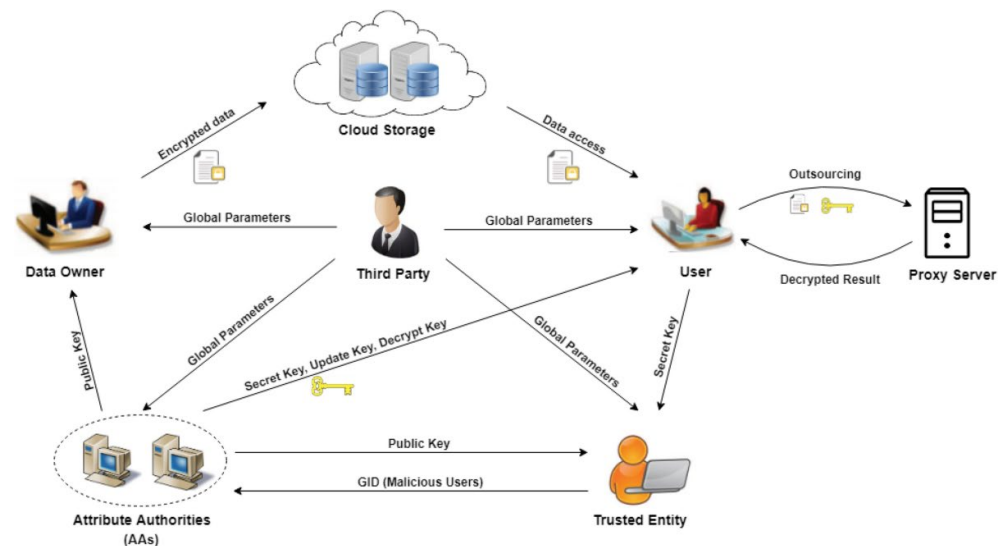 Cloud Storage
Encrypted data
Data access
Outsourcing
Global Parameters
Global Parameters
Data Owner
Third Party
User
Decrypted Result
Proxy Server
Public Key
Global Parameters
Secret Key, Update Key, Decrypt Key
Global Parameters
Secret Key
Public Key
GID (Malicious Users)
Attribute Authorities
(AAs)
Trusted Entity